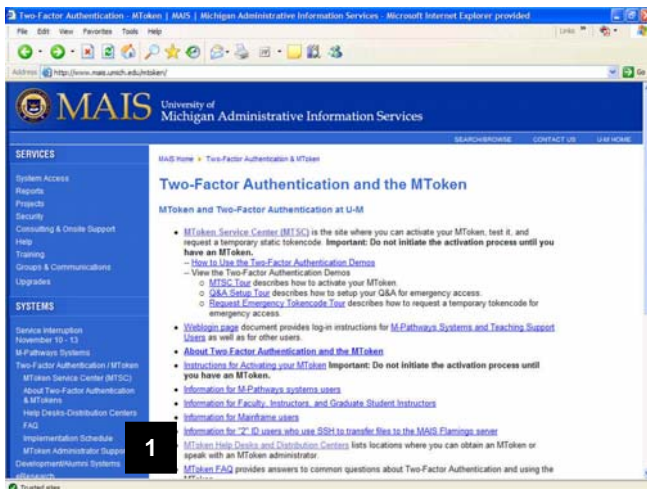 Two-Factor Authentication - MToken | MAIS | Michigan Administrative Information Services - Microsoft Internet Explorer provided
File Edit View Favorites Tools Help
Links
Address http://www.mais.umich.edu/mtoken/
Go
MAIS University of
Michigan Administrative Information Services
SEARCH/BROWSE CONTACT US U-M HOME
SERVICES
System Access
Reports
Projects
Security
Consulting & Onsite Support
Help
Training
Groups & Communications
Upgrades
SYSTEMS
Service Interruption
November 10 - 13
M-Pathways Systems
Two-Factor Authentication / MToken
MToken Service Center (MTSC)
About Two-Factor Authentication
& MTokens
Help Desks-Distribution Centers
FAQ
Implementation Schedule
MToken Administrator Support
Development/Alumni Systems
eResearch
1
MAIS Home Two-Factor Authentication & MToken
Two-Factor Authentication and the MToken
MToken and Two-Factor Authentication at U-M
MToken Service Center (MTSC) is the site where you can activate your MToken, test it, and
request a temporary static tokencode. Important: Do not initiate the activation process until you
have an MToken.
– How to Use the Two-Factor Authentication Demos
– View the Two-Factor Authentication Demos
MTSC Tour describes how to activate your MToken.
Q&A Setup Tour describes how to setup your Q&A for emergency access.
Request Emergency Tokencode Tour describes how to request a temporary tokencode for
emergency access.
Weblogin page document provides log-in instructions for M-Pathways Systems and Teaching Support
Users as well as for other users.
About Two Factor Authentication and the MToken
Instructions for Activating your MToken Important: Do not initiate the activation process until
you have an MToken.
Information for M-Pathways systems users
Information for Faculty, Instructors, and Graduate Student Instructors
Information for Mainframe users
Information for "2" ID users who use SSH to transfer files to the MAIS Flamingo server
MToken Help Desks and Distribution Centers lists locations where you can obtain an MToken or
speak with an MToken administrator.
MToken FAQ provides answers to common questions about Two-Factor Authentication and using the
MToken.
Trusted sites